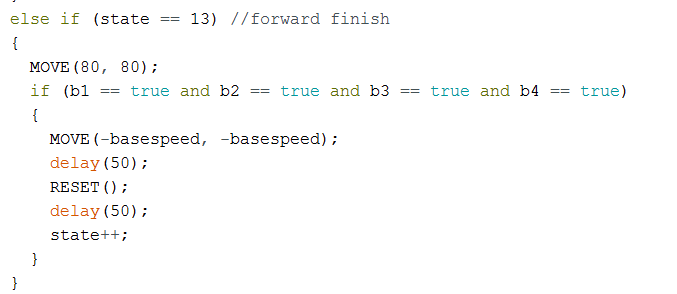 else if (state == 13) //forward finish
{
MOVE(80, 80);
if (b1 == true and b2 == true and b3 == true and b4 == true)
{
MOVE(-basespeed, -basespeed);
delay(50);
RESET();
delay(50);
state++;
}
}